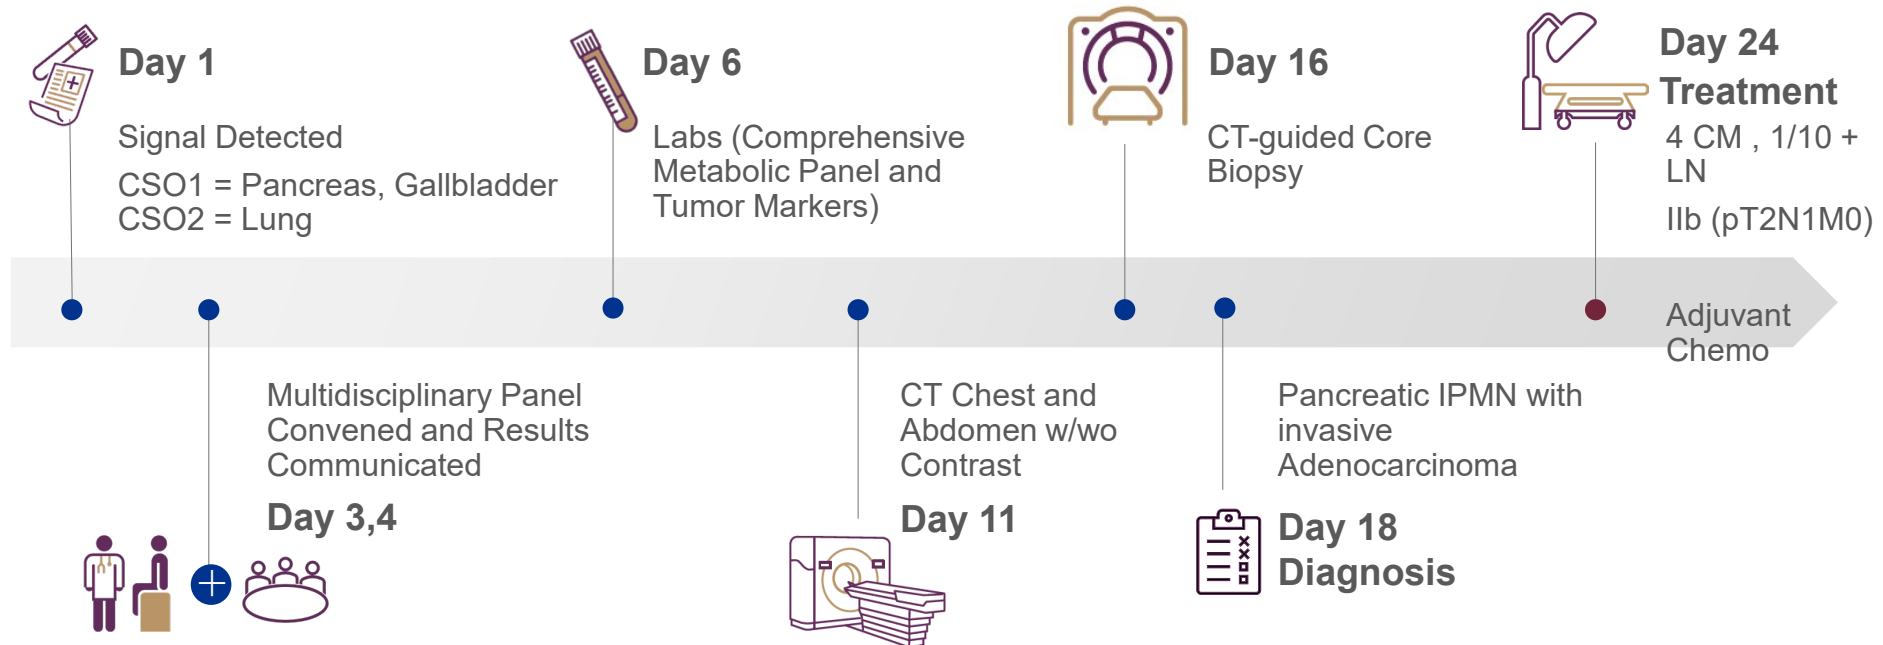 Day 1
Signal Detected
CSO1 = Pancreas, Gallbladder
CSO2 = Lung
Multidisciplinary Panel
Convened and Results
Communicated
Day 3,4
Day 6
Labs (Comprehensive
Metabolic Panel and
Tumor Markers)
CT Chest and
Abdomen w/wo
Contrast
Day 11
Day 16
CT-guided Core
Biopsy
Pancreatic IPMN with
invasive
Adenocarcinoma
Day 18
Diagnosis
Day 24
Treatment
4 CM , 1/10 +
LN
IIb (pT2N1M0)
Adjuvant
Chemo